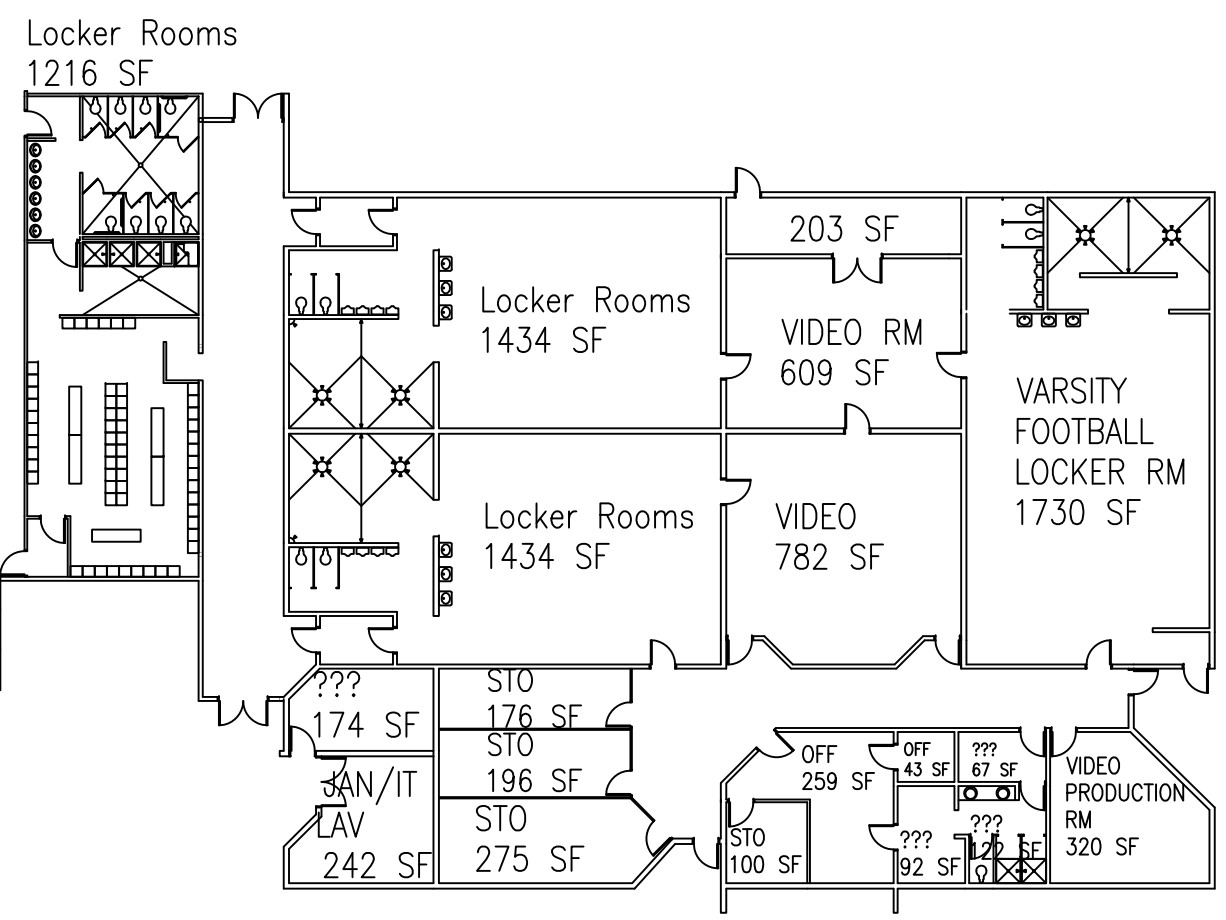 Locker Rooms
1216 SF
203 SF
Locker Rooms
1434 SF
VIDEO RM
609 SF
VARSITY
FOOTBALL
LOCKER RM
1730 SF
Locker Rooms
1434 SF
VIDEO
782 SF
???
174 SF
STO
176 SF
STO
196 SF
STO
275 SF
JAN/IT
LAV
242 SF
OFF
259 SF
OFF
43 SF
???
67 SF
VIDEO
PRODUCTION
RM
320 SF
STO
100 SF
???
92 SF
???
122 SF